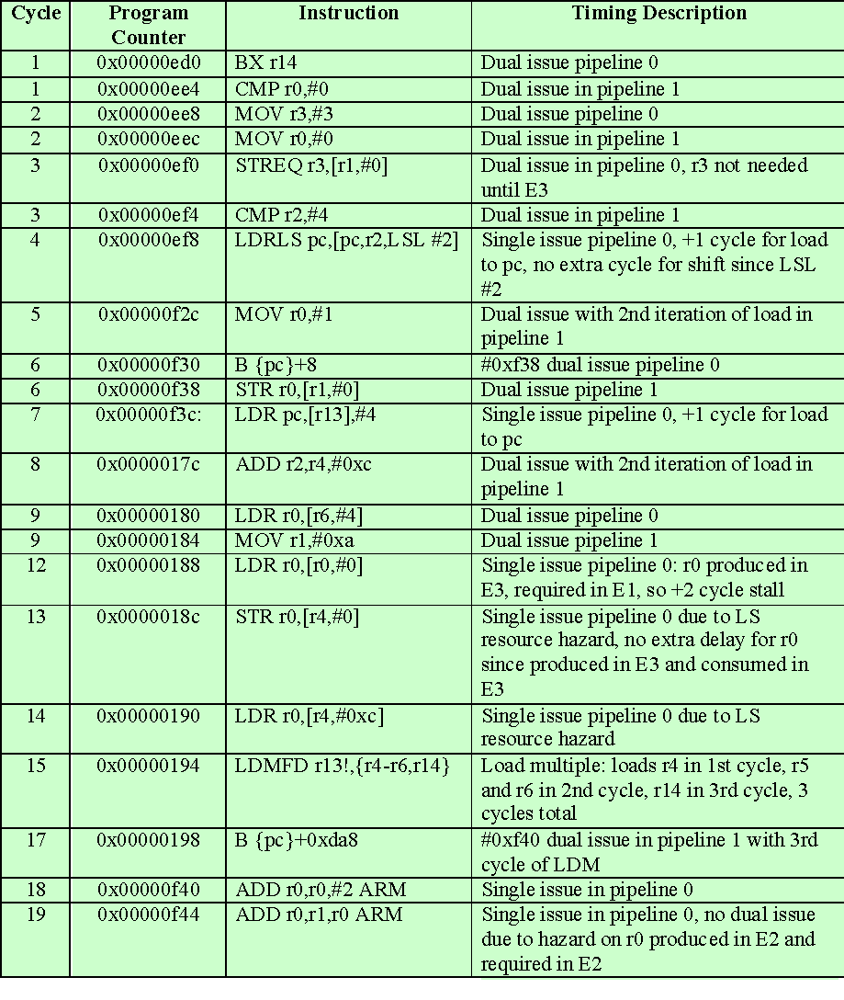 Cycle Program Counter Instruction Timing Description
1 0x00000ed0 BX r14 Dual issue pipeline 0
1 0x00000ee4 CMP r0,#0 Dual issue in pipeline 1
2 0x00000ee8 MOV r3,#3 Dual issue pipeline 0
2 0x00000eec MOV r0,#0 Dual issue in pipeline 1
3 0x00000ef0 STREQ r3,[r1,#0] Dual issue in pipeline 0, r3 not needed
until E3
3 0x00000ef4 CMP r2,#4 Dual issue in pipeline 1
4 0x00000ef8 LDRLS pc,[pc,r2,LSL #2] Single issue pipeline 0, +1 cycle for load
to pc, no extra cycle for shift since LSL
#2
5 0x00000f2c MOV r0,#1 Dual issue with 2nd iteration of load in
pipeline 1
6 0x00000f30 B {pc}+8 #0xf38 dual issue pipeline 0
6 0x00000f38 STR r0,[r1,#0] Dual issue pipeline 1
7 0x00000f3c: LDR pc,[r13],#4 Single issue pipeline 0, +1 cycle for load
to pc
8 0x0000017c ADD r2,r4,#0xc Dual issue with 2nd iteration of load in
pipeline 1
9 0x00000180 LDR r0,[r6,#4] Dual issue pipeline 0
9 0x00000184 MOV r1,#0xa Dual issue pipeline 1
12 0x00000188 LDR r0,[r0,#0] Single issue pipeline 0: r0 produced in
E3, required in E1, so +2 cycle stall
13 0x0000018c STR r0,[r4,#0] Single issue pipeline 0 due to LS
resource hazard, no extra delay for r0
since produced in E3 and consumed in
E3
14 0x00000190 LDR r0,[r4,#0xc] Single issue pipeline 0 due to LS
resource hazard
15 0x00000194 LDMFD r13!,{r4-r6,r14} Load multiple: loads r4 in 1st cycle, r5
and r6 in 2nd cycle, r14 in 3rd cycle, 3
cycles total
17 0x00000198 B {pc}+0xda8 #0xf40 dual issue in pipeline 1 with 3rd
cycle of LDM
18 0x00000f40 ADD r0,r0,#2 ARM Single issue in pipeline 0
19 0x00000f44 ADD r0,r1,r0 ARM Single issue in pipeline 0, no dual issue
due to hazard on r0 produced in E2 and
required in E2